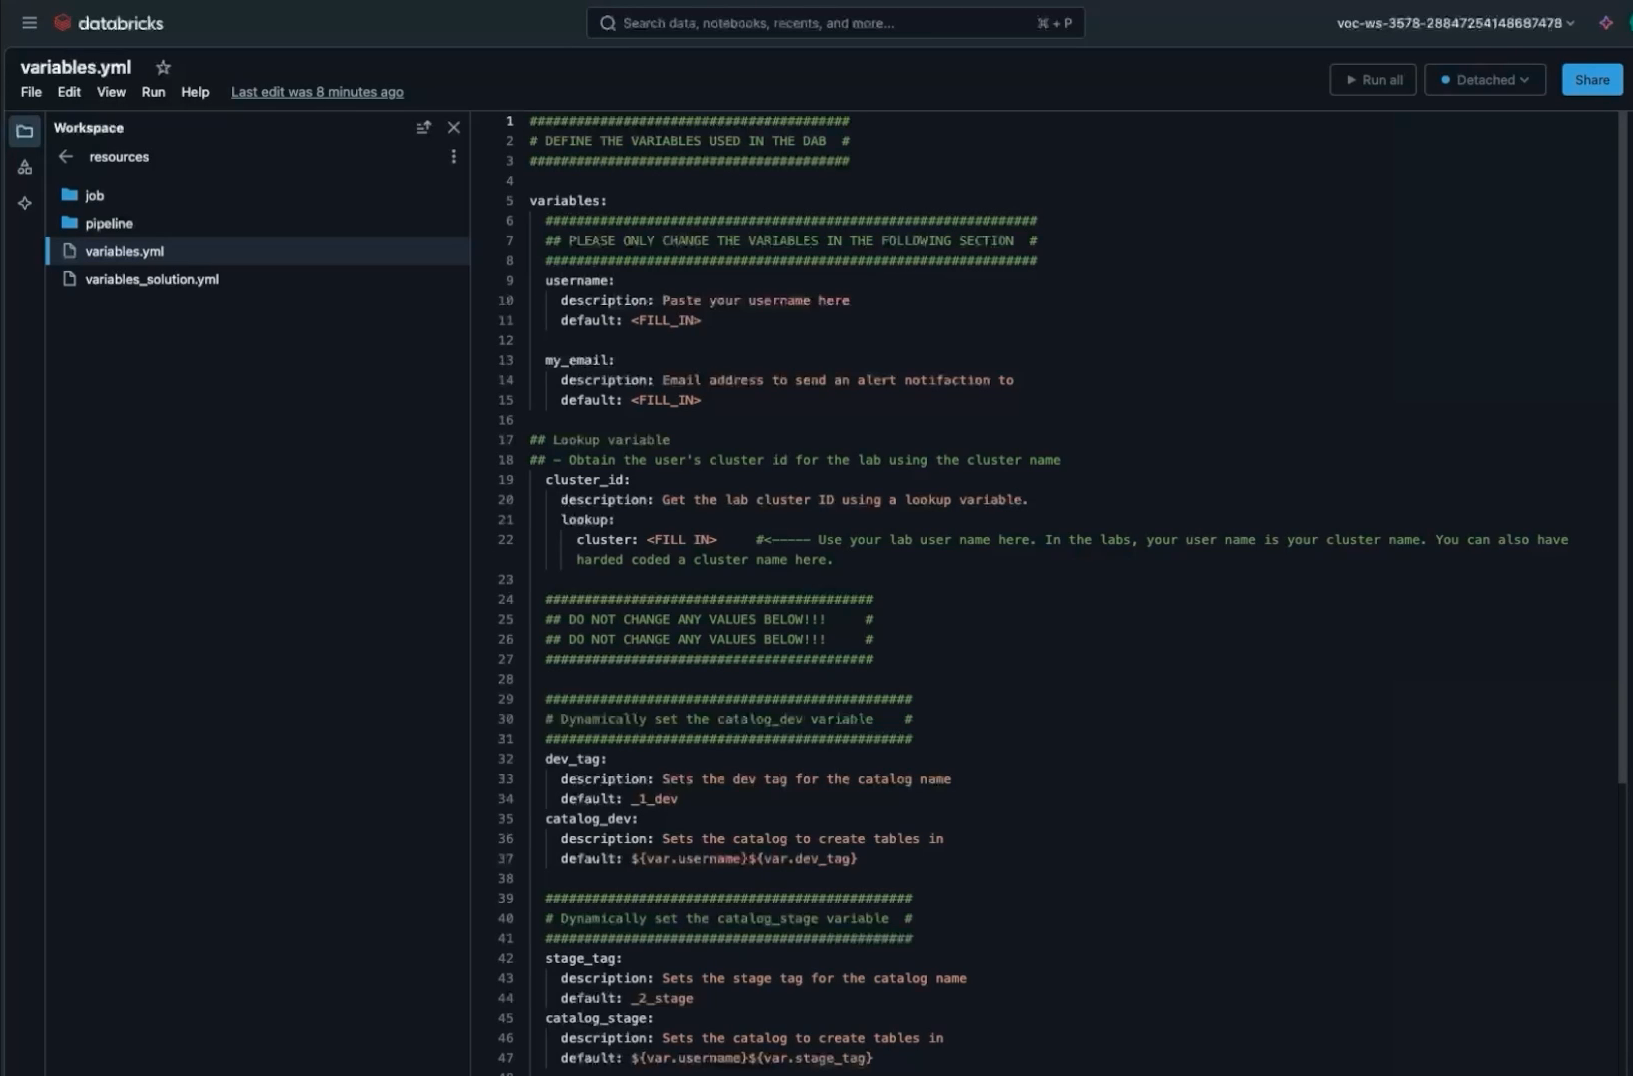 databricks
Search data, notebooks, recents, and more...
⌘ + P
voc-ws-3578-28847254148687478
variables.yml
File Edit View Run Help Last edit was 8 minutes ago
Run all
Detached
Share
Workspace
resources
job
pipeline
variables.yml
variables_solution.yml
1 #########################################
2 # DEFINE THE VARIABLES USED IN THE DAB  #
3 #########################################
4
5 variables:
6   ###############################################################
7   ## PLEASE ONLY CHANGE THE VARIABLES IN THE FOLLOWING SECTION  #
8   ###############################################################
9   username:
10     description: Paste your username here
11     default: <FILL_IN>
12
13   my_email:
14     description: Email address to send an alert notifaction to
15     default: <FILL_IN>
16
17 ## Lookup variable
18 ## - Obtain the user's cluster id for the lab using the cluster name
19   cluster_id:
20     description: Get the lab cluster ID using a lookup variable.
21     lookup:
22       cluster: <FILL IN>     #<----- Use your lab user name here. In the labs, your user name is your cluster name. You can also have
harded coded a cluster name here.
23
24   ##########################################
25   ## DO NOT CHANGE ANY VALUES BELOW!!!     #
26   ## DO NOT CHANGE ANY VALUES BELOW!!!     #
27   ##########################################
28
29   ###############################################
30   # Dynamically set the catalog_dev variable    #
31   ###############################################
32   dev_tag:
33     description: Sets the dev tag for the catalog name
34     default: _1_dev
35   catalog_dev:
36     description: Sets the catalog to create tables in
37     default: ${var.username}${var.dev_tag}
38
39   ###############################################
40   # Dynamically set the catalog_stage variable  #
41   ###############################################
42   stage_tag:
43     description: Sets the stage tag for the catalog name
44     default: _2_stage
45   catalog_stage:
46     description: Sets the catalog to create tables in
47     default: ${var.username}${var.stage_tag}